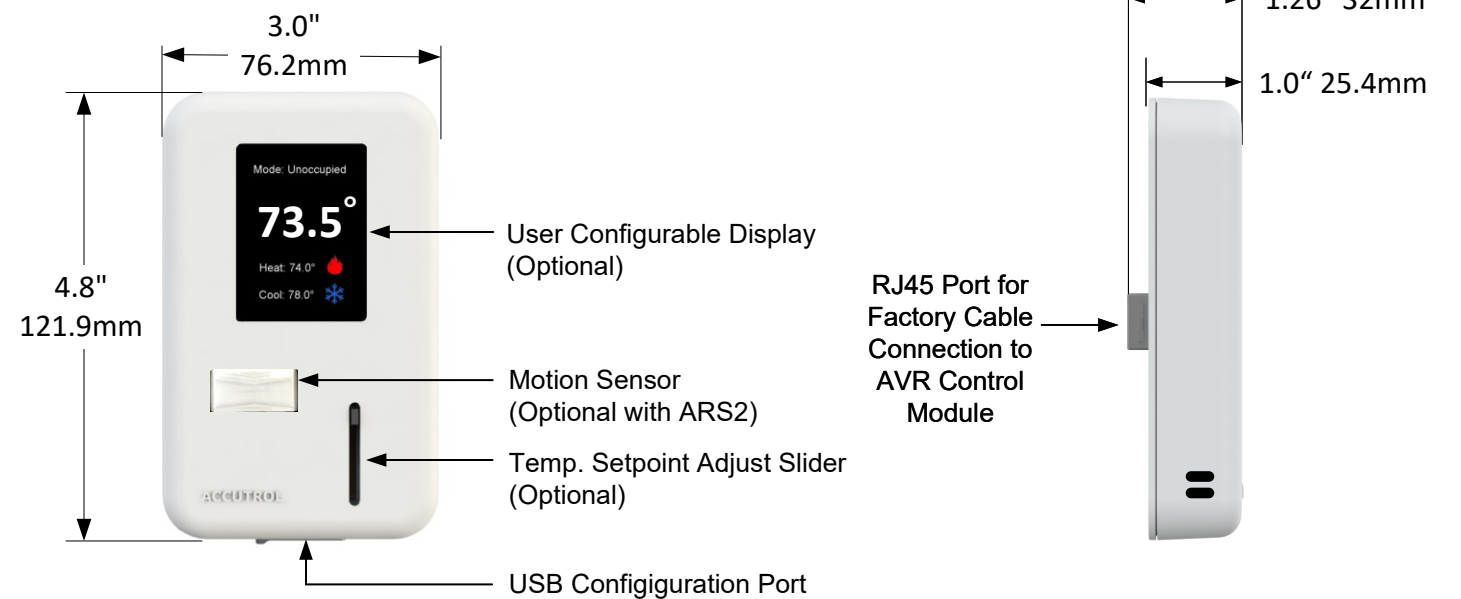 3.0"
76.2mm
4.8"
121.9mm
Mode: Unoccupied
73.5°
Heat: 74.0°
Cool: 78.0°
ACCUTROL
User Configurable Display
(Optional)
Motion Sensor
(Optional with ARS2)
Temp. Setpoint Adjust Slider
(Optional)
USB Configiguration Port
1.26" 32mm
1.0“ 25.4mm
RJ45 Port for
Factory Cable
Connection to
AVR Control
Module